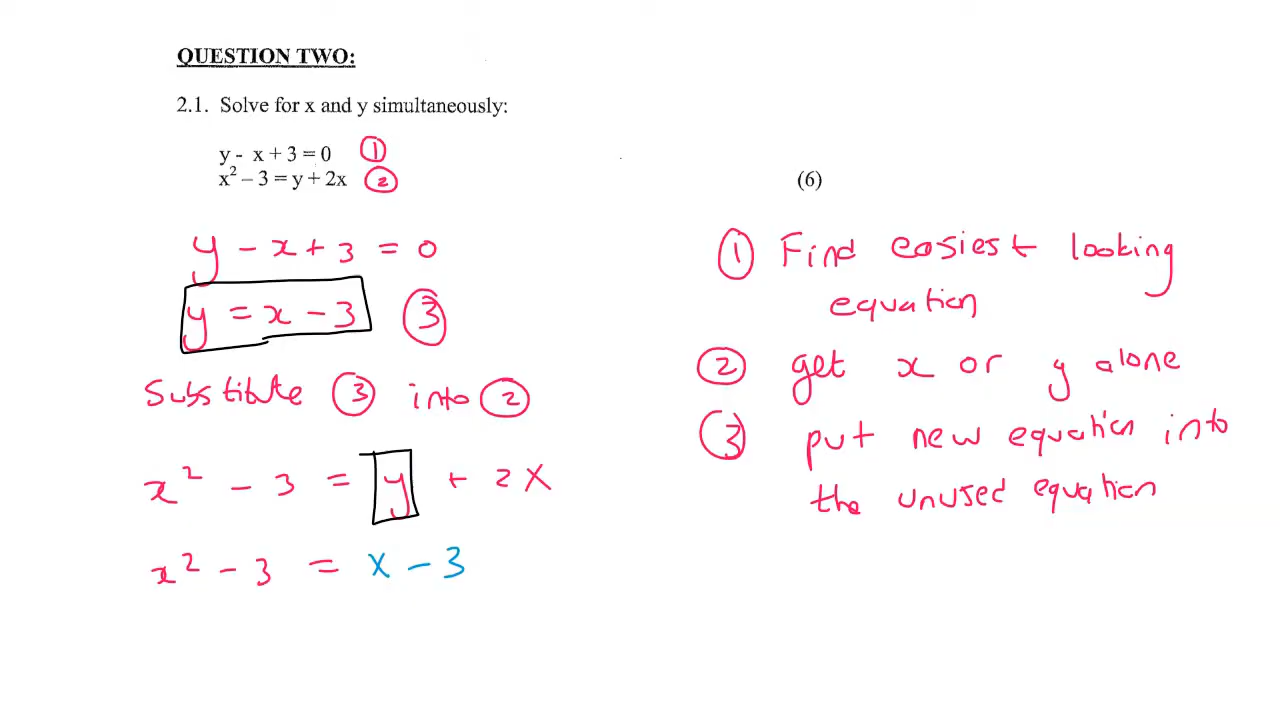 QUESTION TWO:
2.1. Solve for x and y simultaneously:
y - x + 3 = 0 ①
x² – 3 = y + 2x ②
(6)
y - x + 3 = 0
y = x - 3 ③
Substitute ③ into ②
x² - 3 = y + 2x
x² - 3 = x - 3
① Find easiest looking
equation
② get x or y alone
③ put new equation into
the unused equation